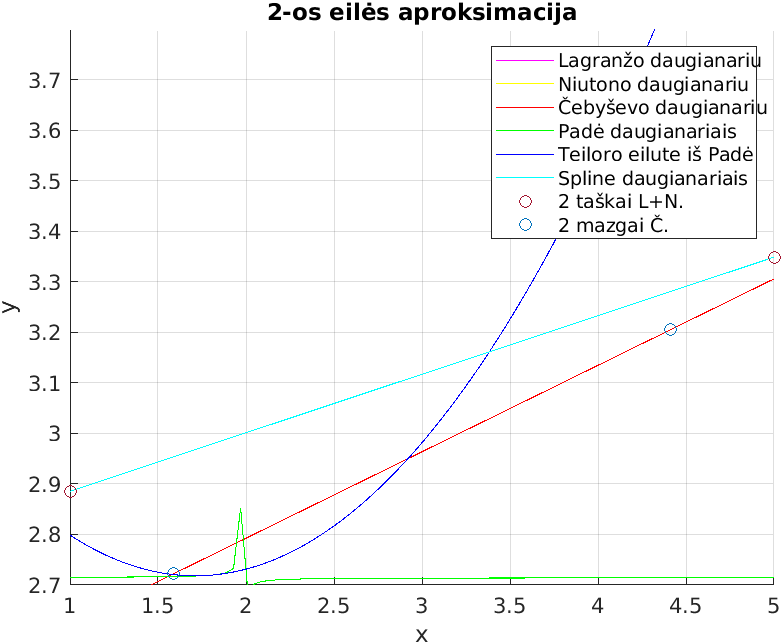 2-os eilės aproksimacija
Lagranžo daugianariu
Niutono daugianariu
Čebyševo daugianariu
Padė daugianariais
Teiloro eilute iš Padė
Spline daugianariais
2 taškai L+N.
2 mazgai Č.
3.7
3.6
3.5
3.4
3.3
3.2
3.1
3
2.9
2.8
2.7
y
1
1.5
2
2.5
3
3.5
4
4.5
5
x